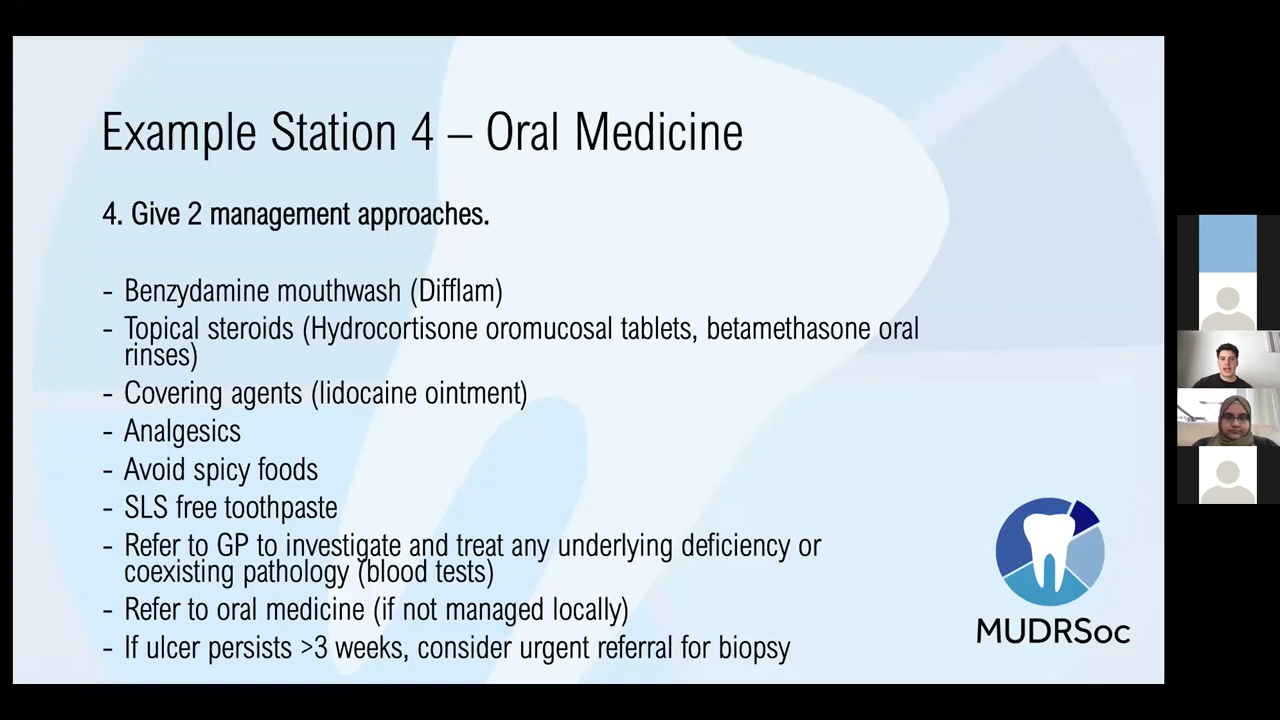 Example Station 4 – Oral Medicine
4. Give 2 management approaches.
- Benzydamine mouthwash (Difflam)
- Topical steroids (Hydrocortisone oromucosal tablets, betamethasone oral
rinses)
- Covering agents (lidocaine ointment)
- Analgesics
- Avoid spicy foods
- SLS free toothpaste
- Refer to GP to investigate and treat any underlying deficiency or
coexisting pathology (blood tests)
- Refer to oral medicine (if not managed locally)
- If ulcer persists >3 weeks, consider urgent referral for biopsy
MUDRSoc